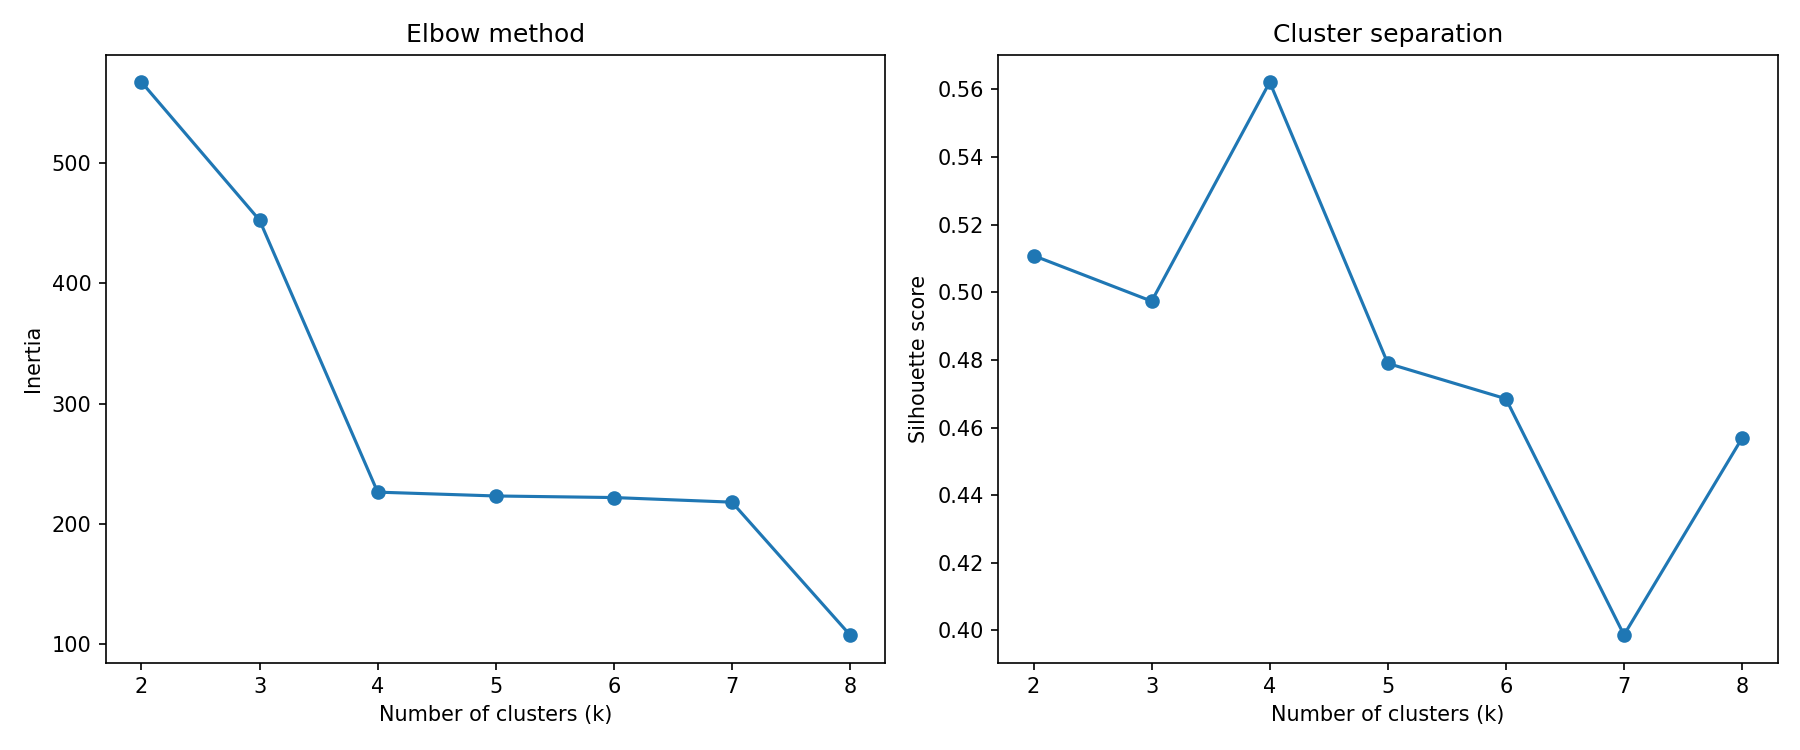 Elbow method
Inertia
500
400
300
200
100
2 3 4 5 6 7 8
Number of clusters (k)
Cluster separation
Silhouette score
0.56
0.54
0.52
0.50
0.48
0.46
0.44
0.42
0.40
2 3 4 5 6 7 8
Number of clusters (k)